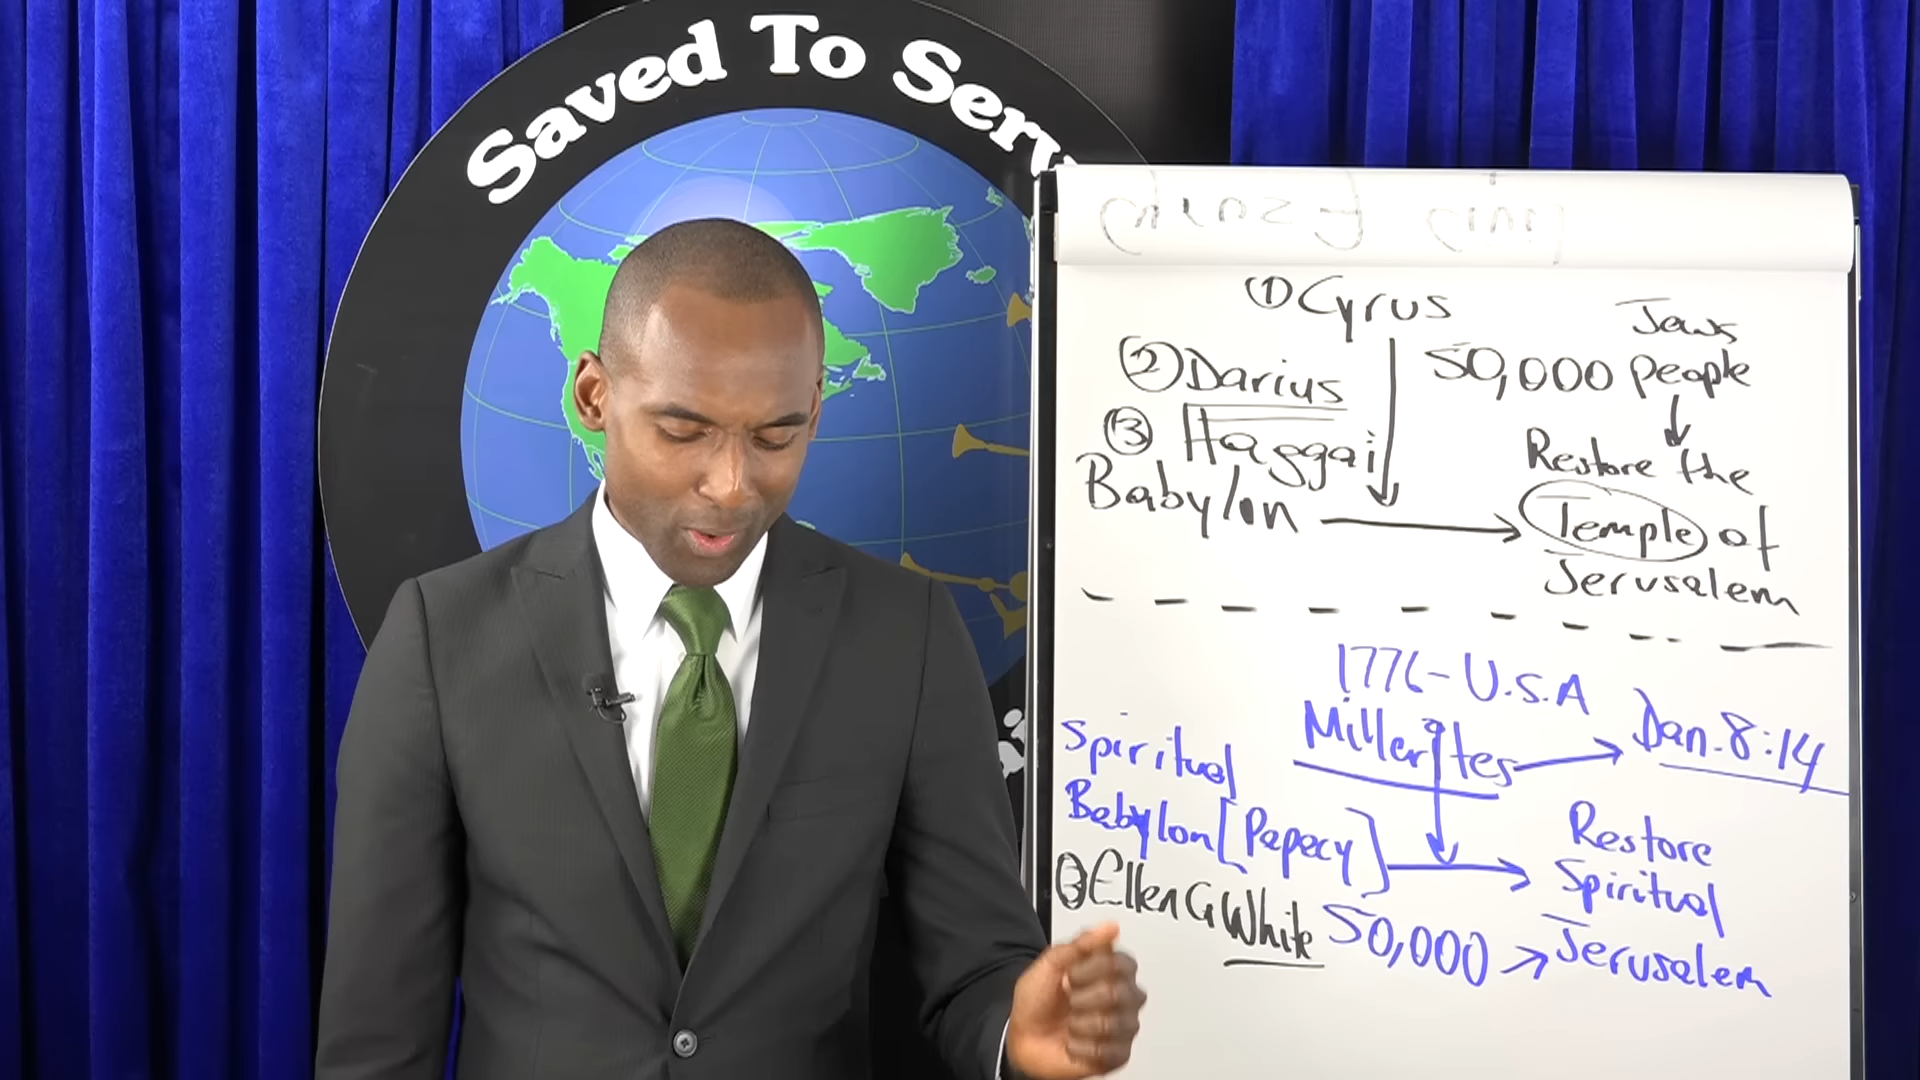 Saved To Serv
① Cyrus
Jews
② Darius
50,000 people
③ Haggai
Restore the
Babylon
Temple of
Jerusalem
1776 - U.S.A
Millerites
Dan. 8:14
Spiritual
Babylon [Papacy]
Restore
Spiritual
③ Ellen G White
50,000
Jerusalem